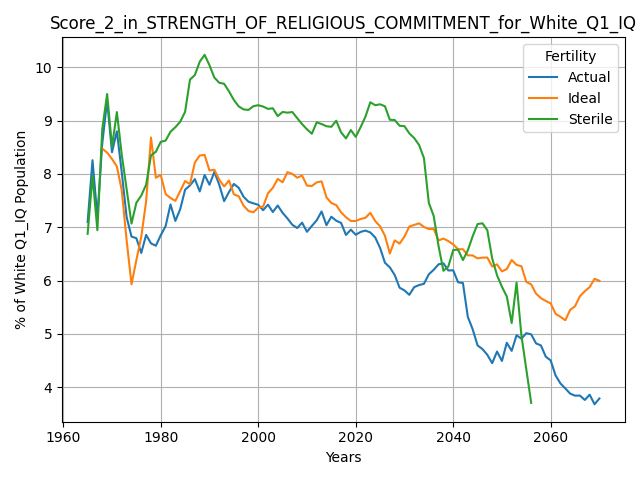 Score_2_in_STRENGTH_OF_RELIGIOUS_COMMITMENT_for_White_Q1_IQ
Fertility
Actual
Ideal
Sterile
% of White Q1_IQ Population
10
9
8
7
6
5
4
1960 1980 2000 2020 2040 2060
Years